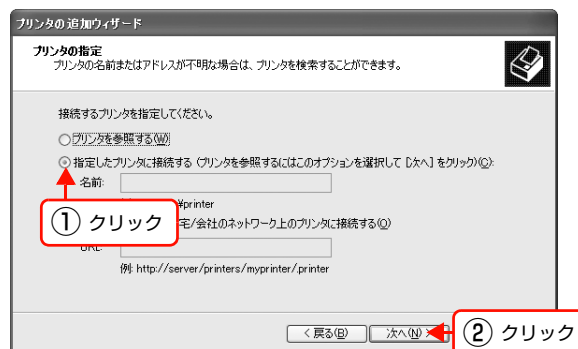 プリンタの追加ウィザード
プリンタの指定
プリンタの名前またはアドレスが不明な場合は、プリンタを検索することができます。
接続するプリンタを指定してください。
プリンタを参照する(W)
指定したプリンタに接続する (プリンタを参照するにはこのオプションを選択して [次へ] をクリック)(C):
名前:
¥printer
① クリック
宅/会社のネットワーク上のプリンタに接続する(O)
URL:
例: http://server/printers/myprinter/.printer
< 戻る(B)
次へ(N) >
② クリック